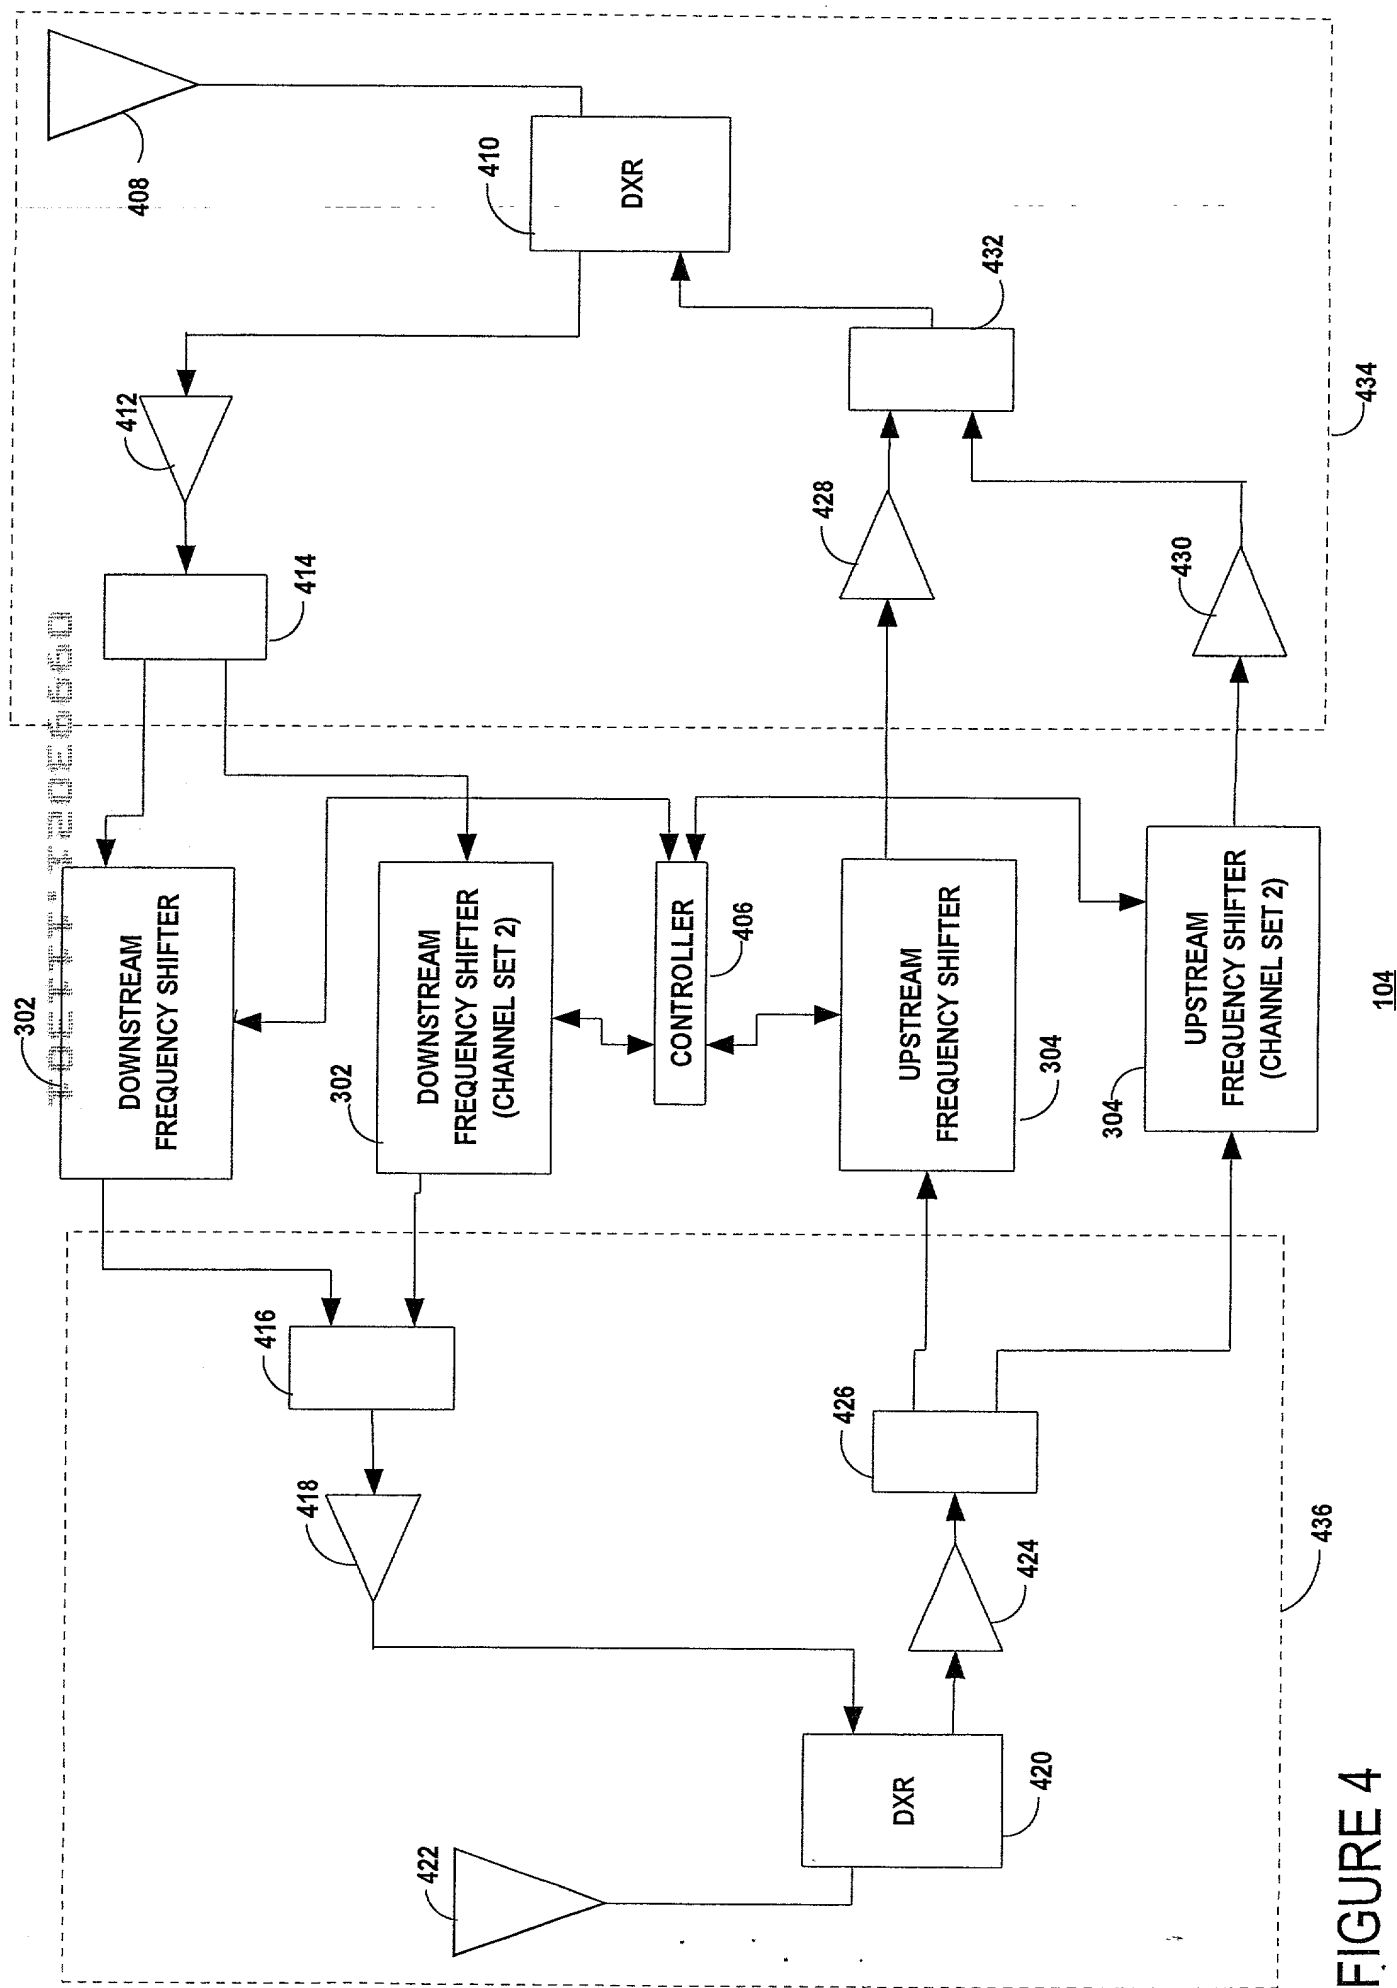 302
DOWNSTREAM
FREQUENCY SHIFTER
408
412
414
416
418
422
302
DOWNSTREAM
FREQUENCY SHIFTER
(CHANNEL SET 2)
410
DXR
CONTROLLER
406
428
426
UPSTREAM
FREQUENCY SHIFTER
304
432
DXR
420
424
304
UPSTREAM
FREQUENCY SHIFTER
(CHANNEL SET 2)
430
436
434
104
FIGURE 4